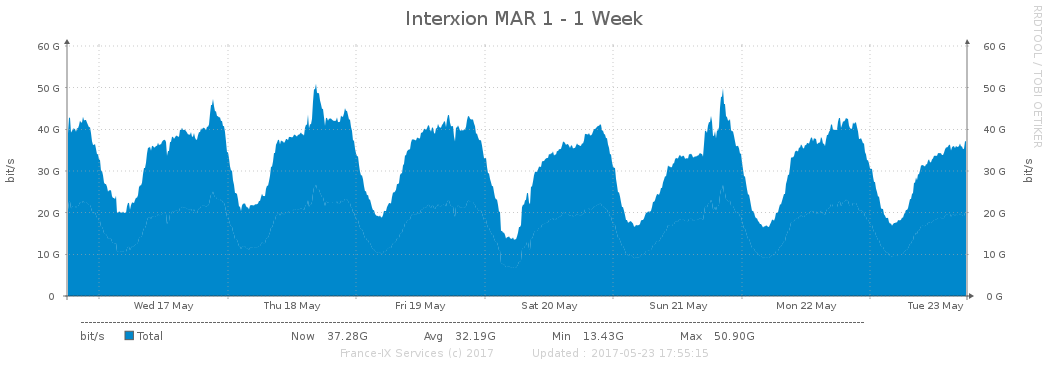 Interxion MAR 1 - 1 Week
RRDTOOL / TOBI OETIKER
60 G 60 G
50 G 50 G
40 G 40 G
30 G 30 G
20 G 20 G
10 G 10 G
0 0 G
bit/s
bit/s
Wed 17 May Thu 18 May Fri 19 May Sat 20 May Sun 21 May Mon 22 May Tue 23 May
bit/s Total Now 37.28G Avg 32.19G Min 13.43G Max 50.90G
France-IX Services (c) 2017 Updated : 2017-05-23 17:55:15